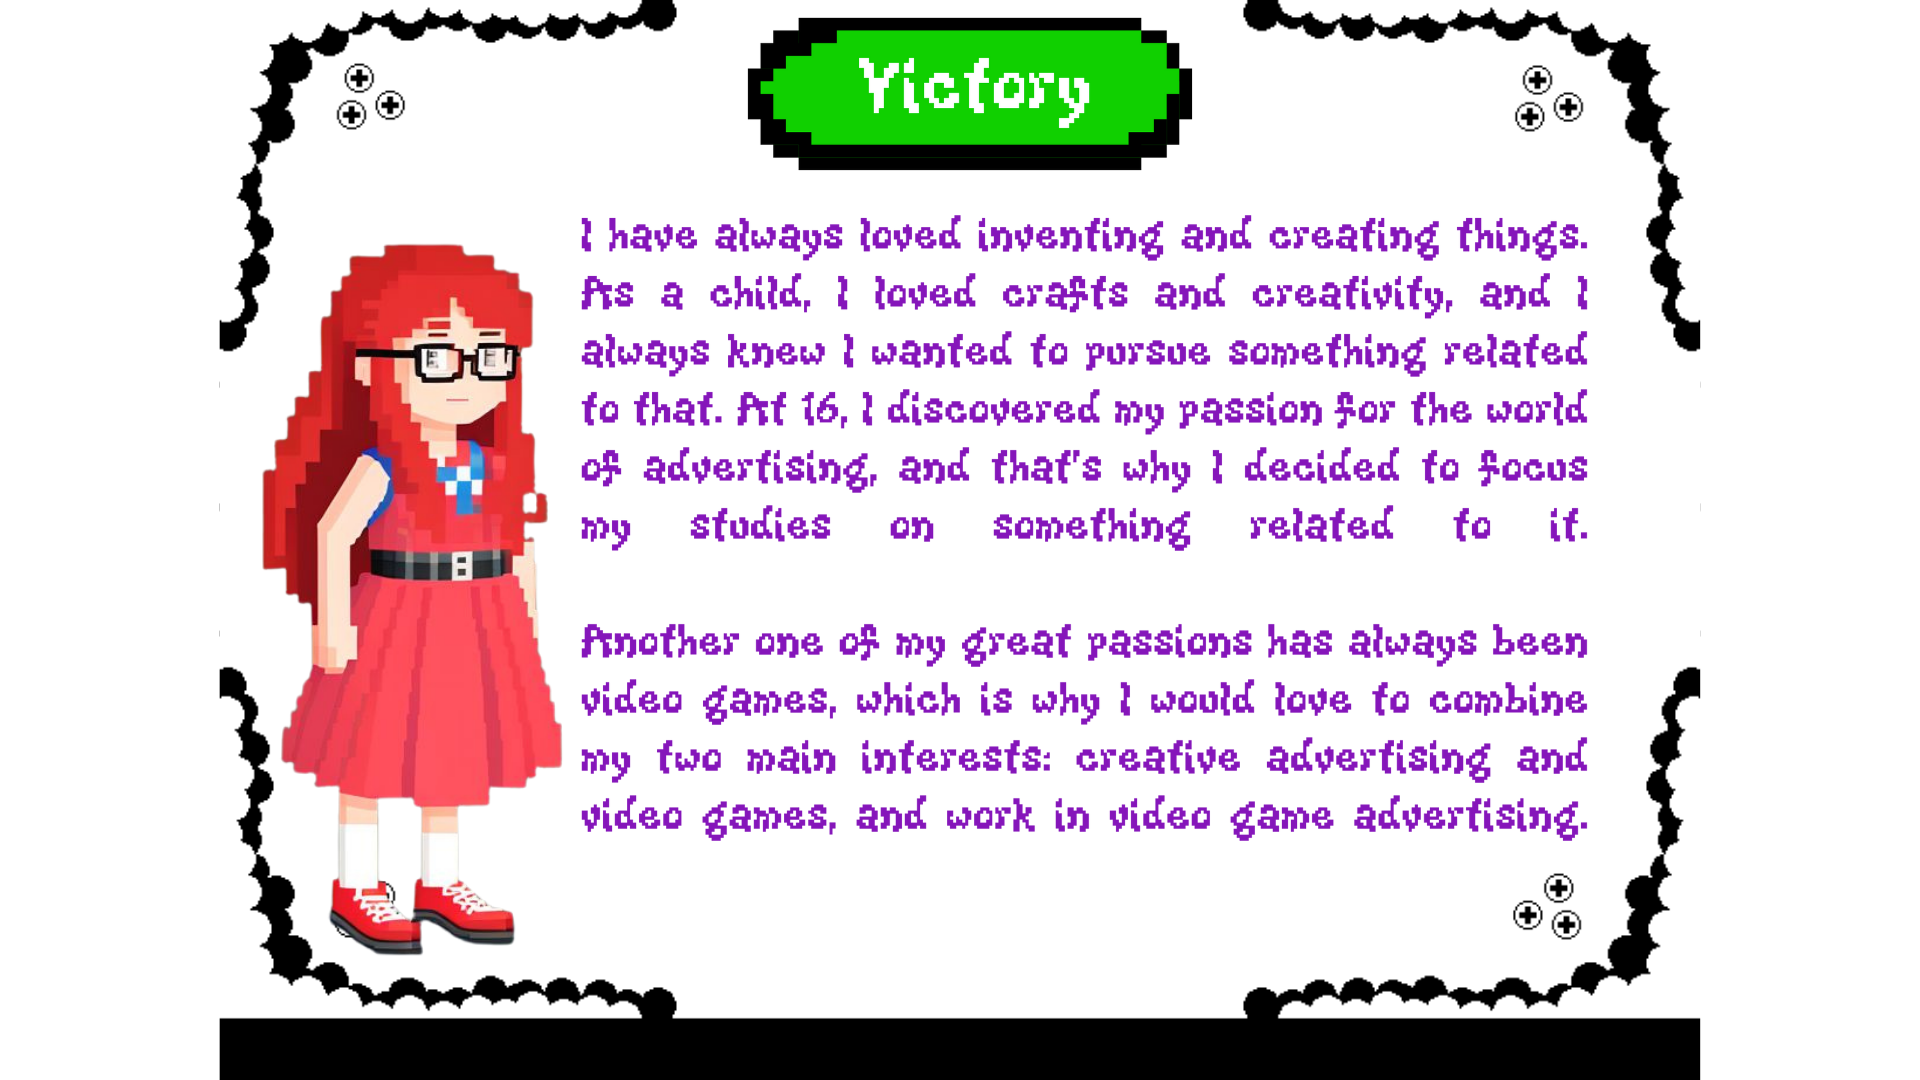 Victory
I have always loved inventing and creating things.
As a child, I loved crafts and creativity, and I
always knew I wanted to pursue something related
to that. At 16, I discovered my passion for the world
of advertising, and that's why I decided to focus
my studies on something related to it.
Another one of my great passions has always been
video games, which is why I would love to combine
my two main interests: creative advertising and
video games, and work in video game advertising.